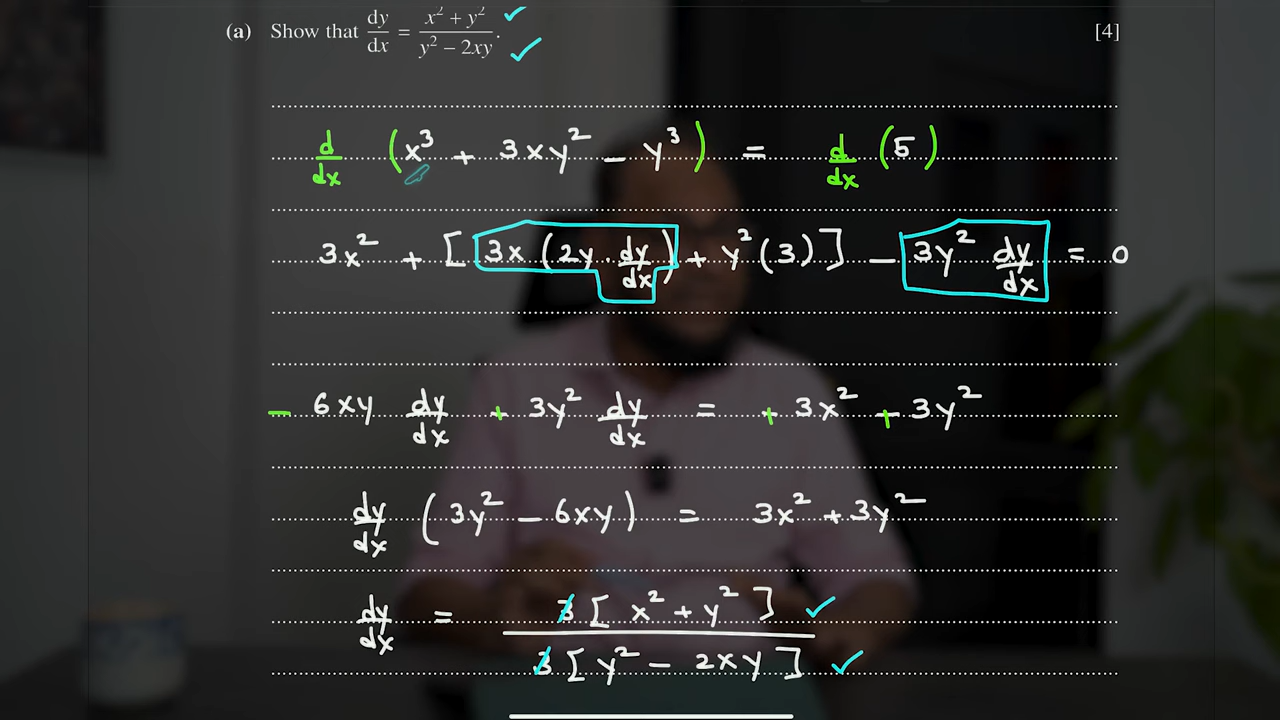 (a) Show that dy/dx = (x² + y²)/(y² − 2xy). [4]
d/dx (x³ + 3xy² − y³) = d/dx (5)
3x² + [3x (2y · dy/dx) + y² (3)] − 3y² dy/dx = 0
− 6xy dy/dx + 3y² dy/dx = + 3x² + 3y²
dy/dx (3y² − 6xy) = 3x² + 3y²
dy/dx = 3 [x² + y²] / 3 [y² − 2xy]